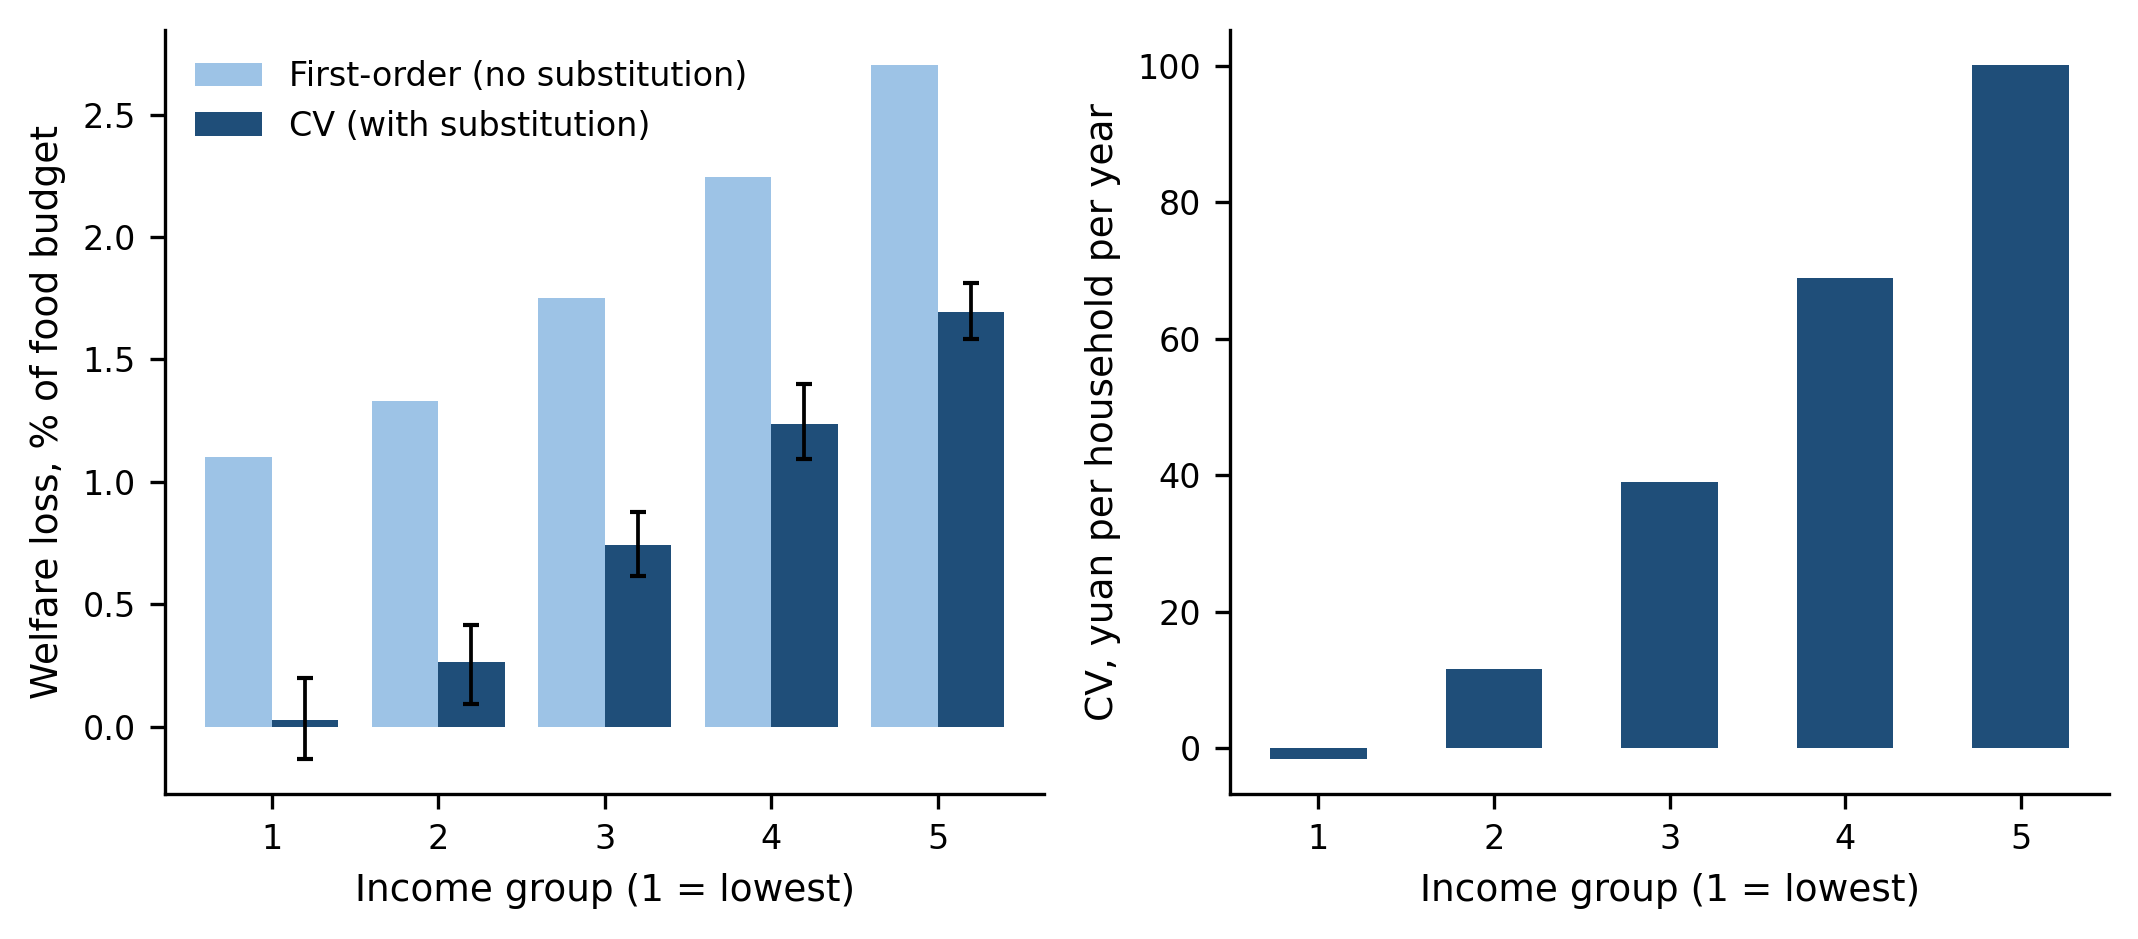 First-order (no substitution)
CV (with substitution)
Welfare loss, % of food budget
2.5
2.0
1.5
1.0
0.5
0.0
1 2 3 4 5
Income group (1 = lowest)
CV, yuan per household per year
100
80
60
40
20
0
1 2 3 4 5
Income group (1 = lowest)